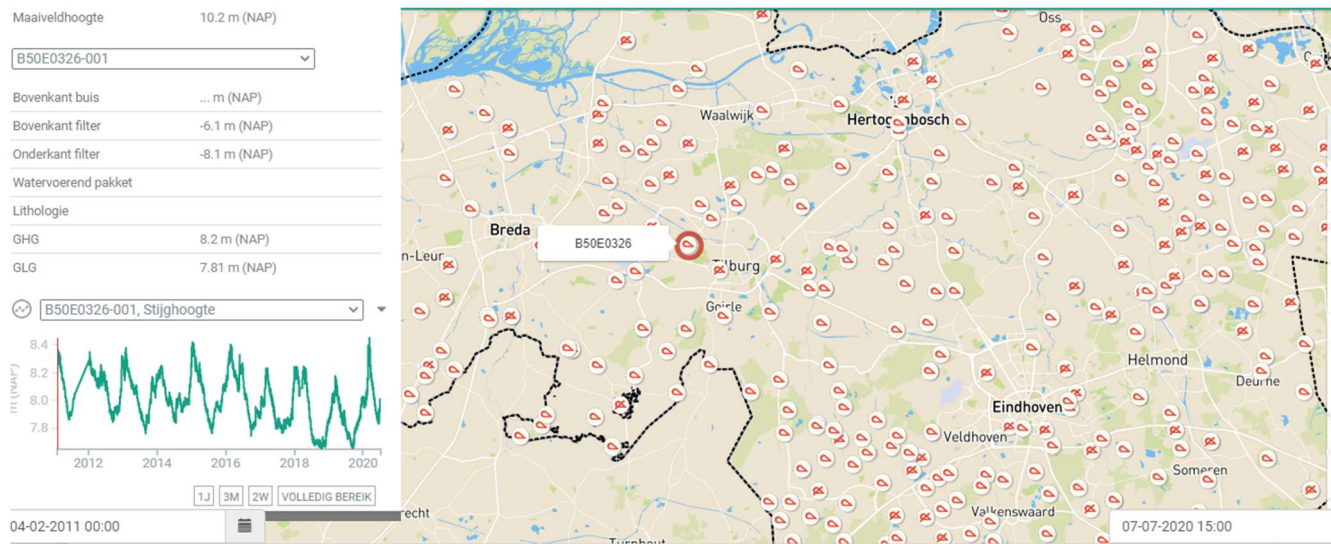 Maaiveldhoogte 10.2 m (NAP)
B50E0326-001
Bovenkant buis ... m (NAP)
Bovenkant filter -6.1 m (NAP)
Onderkant filter -8.1 m (NAP)
Watervoerend pakket
Lithologie
GHG 8.2 m (NAP)
GLG 7.81 m (NAP)
B50E0326-001, Stijghoogte
m (NAP)
8.4
8.2
8.0
7.8
2012 2014 2016 2018 2020
1J 3M 2W VOLLEDIG BEREIK
04-02-2011 00:00
Oss
Waalwijk
Hertogenbosch
Breda
B50E0326
n-Leur
Tilburg
Goirle
Helmond
Deurne
Eindhoven
Veldhoven
Someren
Valkenswaard
recht
Turnhout
07-07-2020 15:00